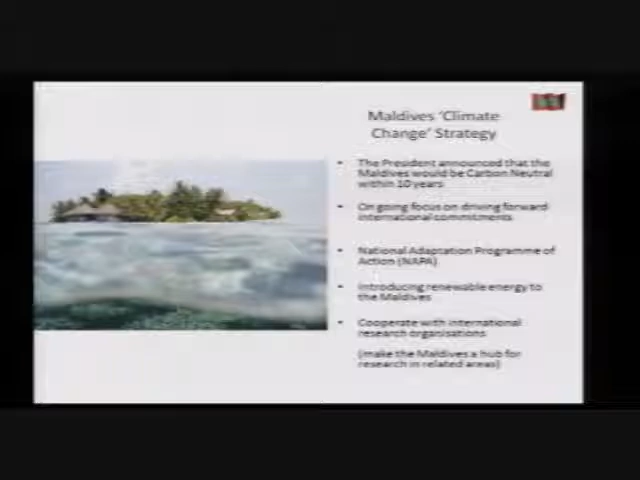 Maldives 'Climate
Change' Strategy
• The President announced that the
Maldives would be Carbon Neutral
within 10 years
• On going focus on driving forward
international commitments
• National Adaptation Programme of
Action (NAPA)
• Introducing renewable energy to
the Maldives
• Cooperate with international
research organisations
(make the Maldives a hub for
research in related areas)